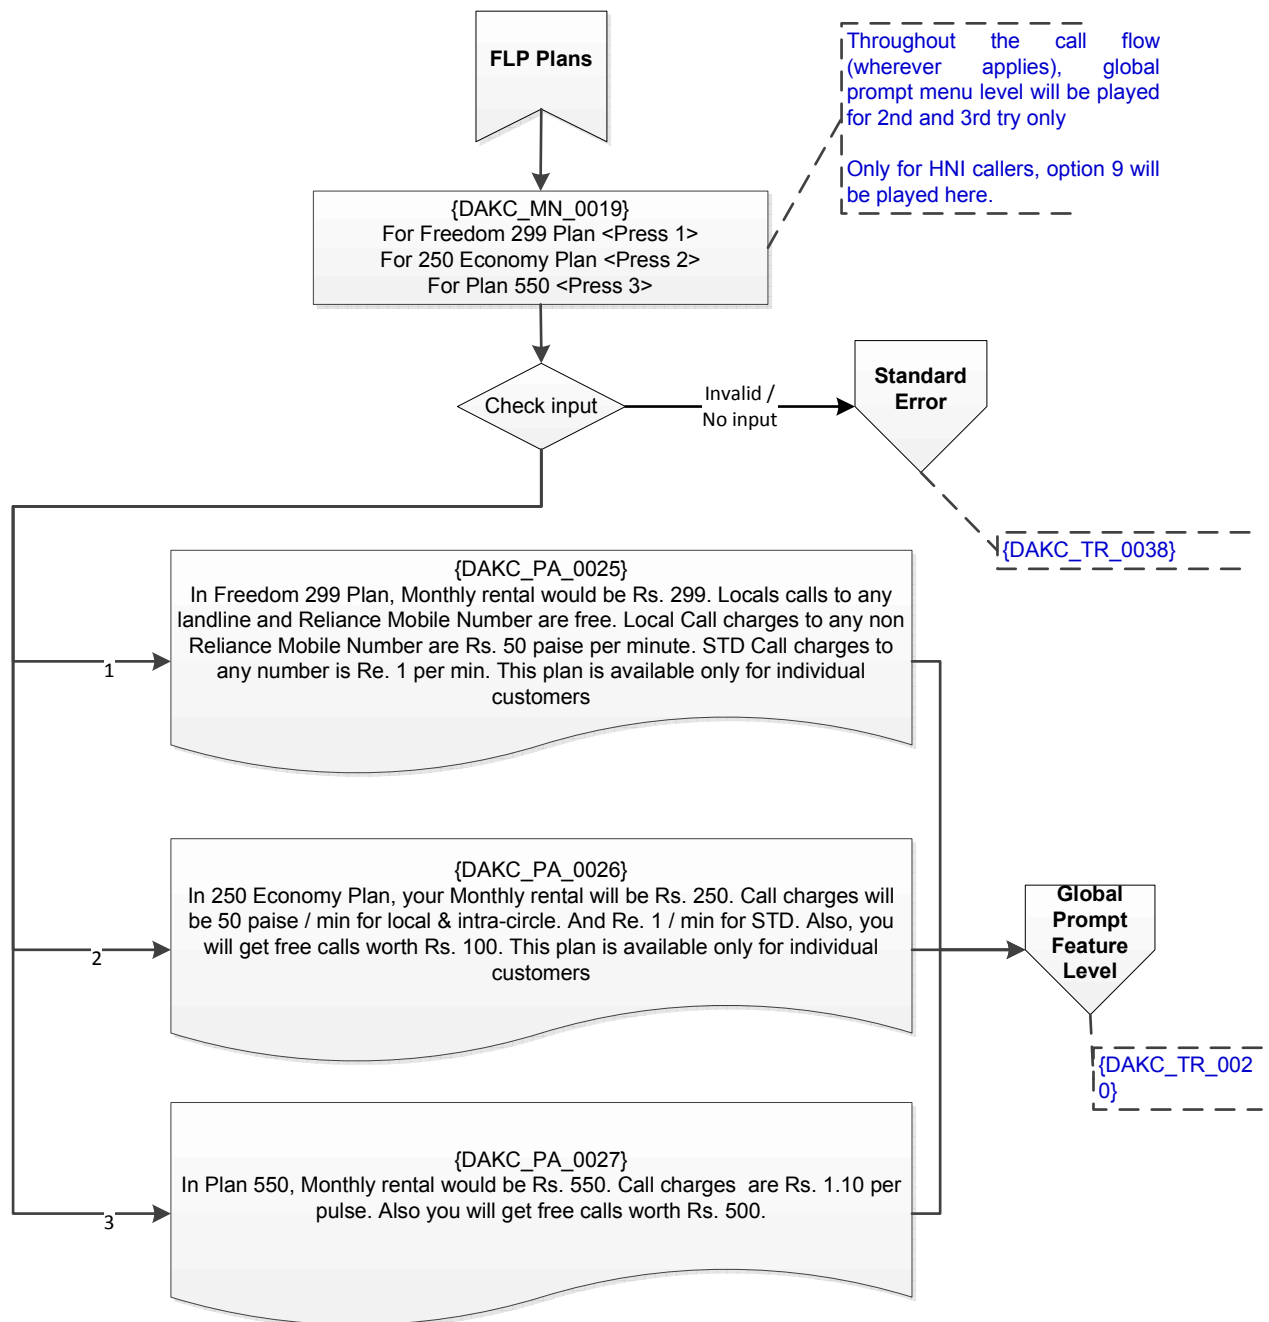 FLP Plans
Throughout the call flow
(wherever applies), global
prompt menu level will be played
for 2nd and 3rd try only
Only for HNI callers, option 9 will
be played here.
{DAKC_MN_0019}
For Freedom 299 Plan <Press 1>
For 250 Economy Plan <Press 2>
For Plan 550 <Press 3>
Check input
Invalid /
No input
Standard
Error
{DAKC_TR_0038}
1
{DAKC_PA_0025}
In Freedom 299 Plan, Monthly rental would be Rs. 299. Locals calls to any
landline and Reliance Mobile Number are free. Local Call charges to any non
Reliance Mobile Number are Rs. 50 paise per minute. STD Call charges to
any number is Re. 1 per min. This plan is available only for individual
customers
2
{DAKC_PA_0026}
In 250 Economy Plan, your Monthly rental will be Rs. 250. Call charges will
be 50 paise / min for local & intra-circle. And Re. 1 / min for STD. Also, you
will get free calls worth Rs. 100. This plan is available only for individual
customers
Global
Prompt
Feature
Level
{DAKC_TR_002
0}
3
{DAKC_PA_0027}
In Plan 550, Monthly rental would be Rs. 550. Call charges  are Rs. 1.10 per
pulse. Also you will get free calls worth Rs. 500.